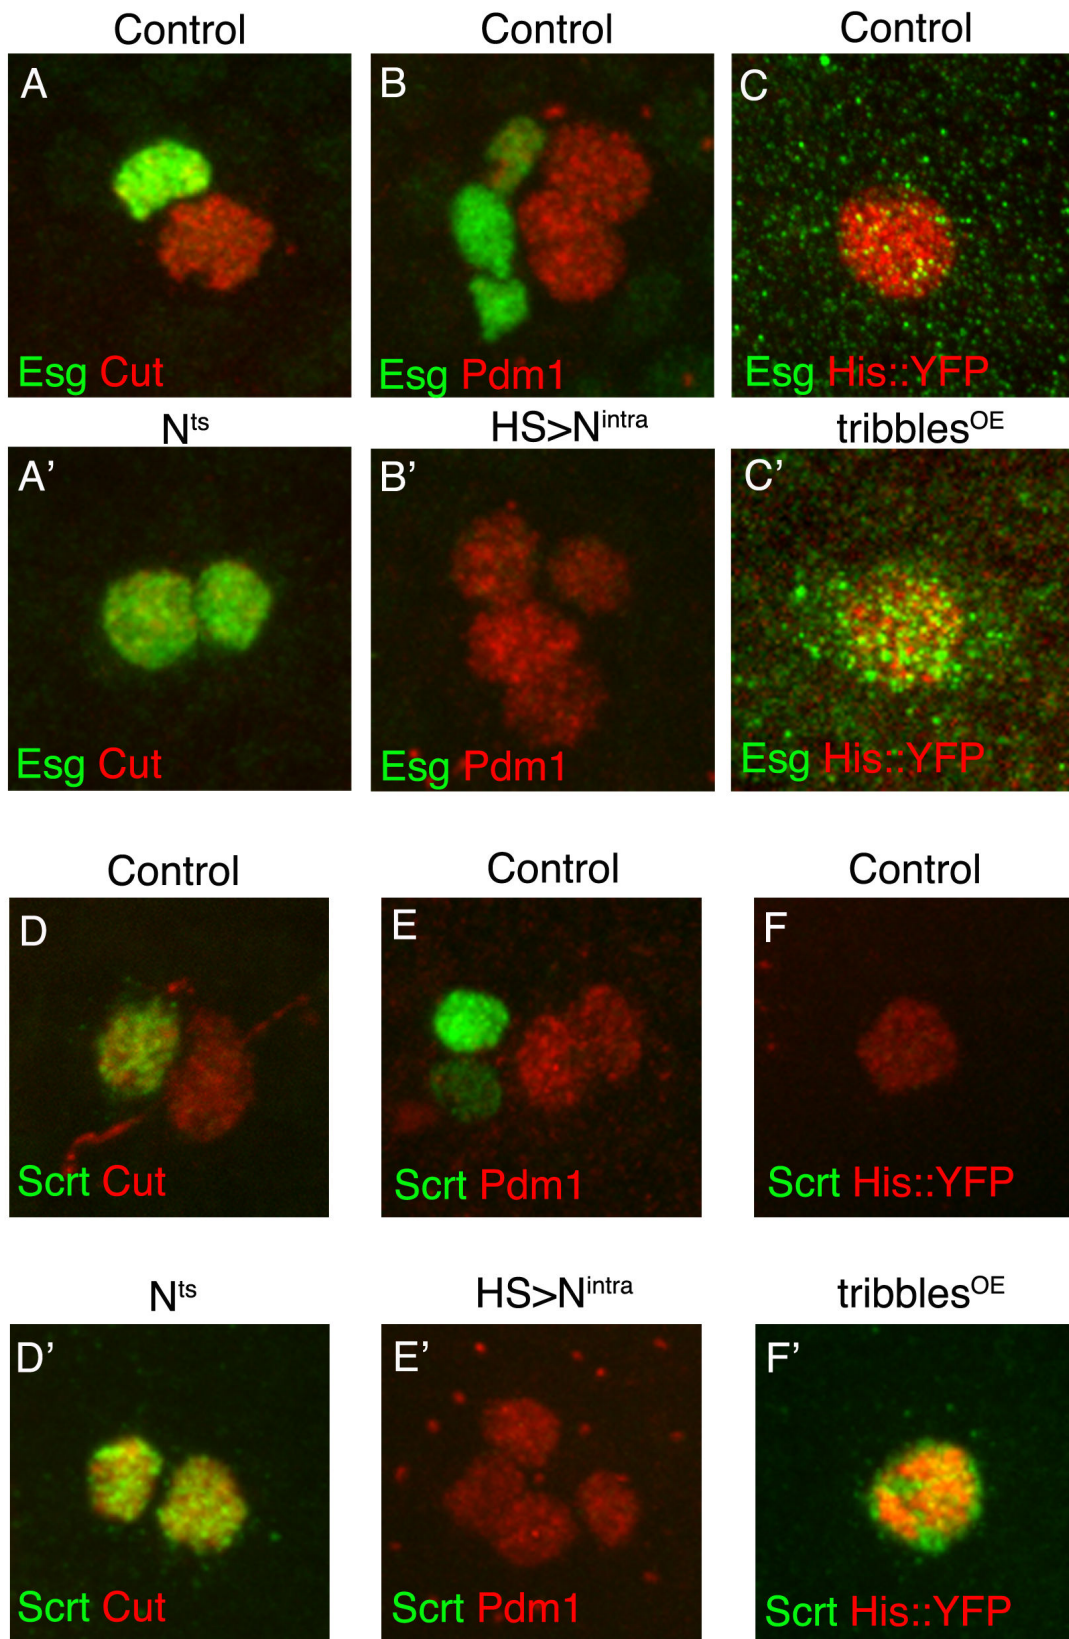 Control Control Control
A B C
Esg Cut Esg Pdm1 Esg His::YFP
Nts HS>Nintra tribblesOE
A' B' C'
Esg Cut Esg Pdm1 Esg His::YFP
Control Control Control
D E F
Scrt Cut Scrt Pdm1 Scrt His::YFP
Nts HS>Nintra tribblesOE
D' E' F'
Scrt Cut Scrt Pdm1 Scrt His::YFP